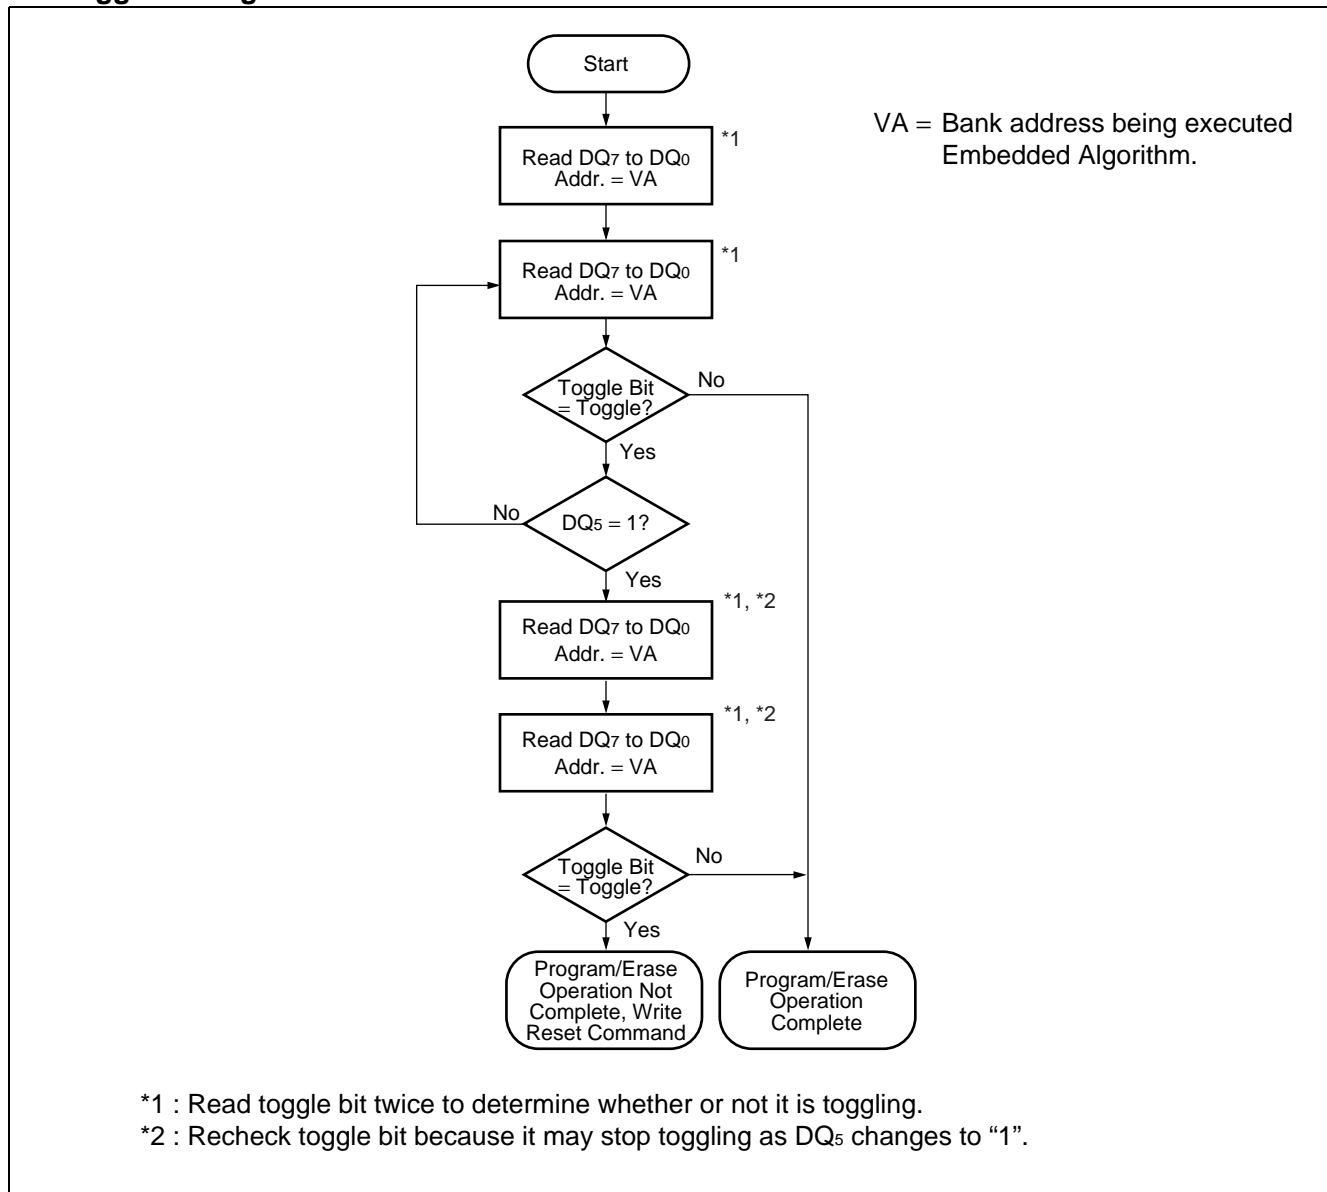 Start
VA = Bank address being executed
Embedded Algorithm.
*1
Read DQ7 to DQ0
Addr. = VA
*1
Read DQ7 to DQ0
Addr. = VA
Toggle Bit
= Toggle?
No
Yes
DQ5 = 1?
No
Yes
*1, *2
Read DQ7 to DQ0
Addr. = VA
*1, *2
Read DQ7 to DQ0
Addr. = VA
Toggle Bit
= Toggle?
No
Yes
Program/Erase
Operation Not
Complete, Write
Reset Command
Program/Erase
Operation
Complete
*1 : Read toggle bit twice to determine whether or not it is toggling.
*2 : Recheck toggle bit because it may stop toggling as DQ5 changes to “1”.